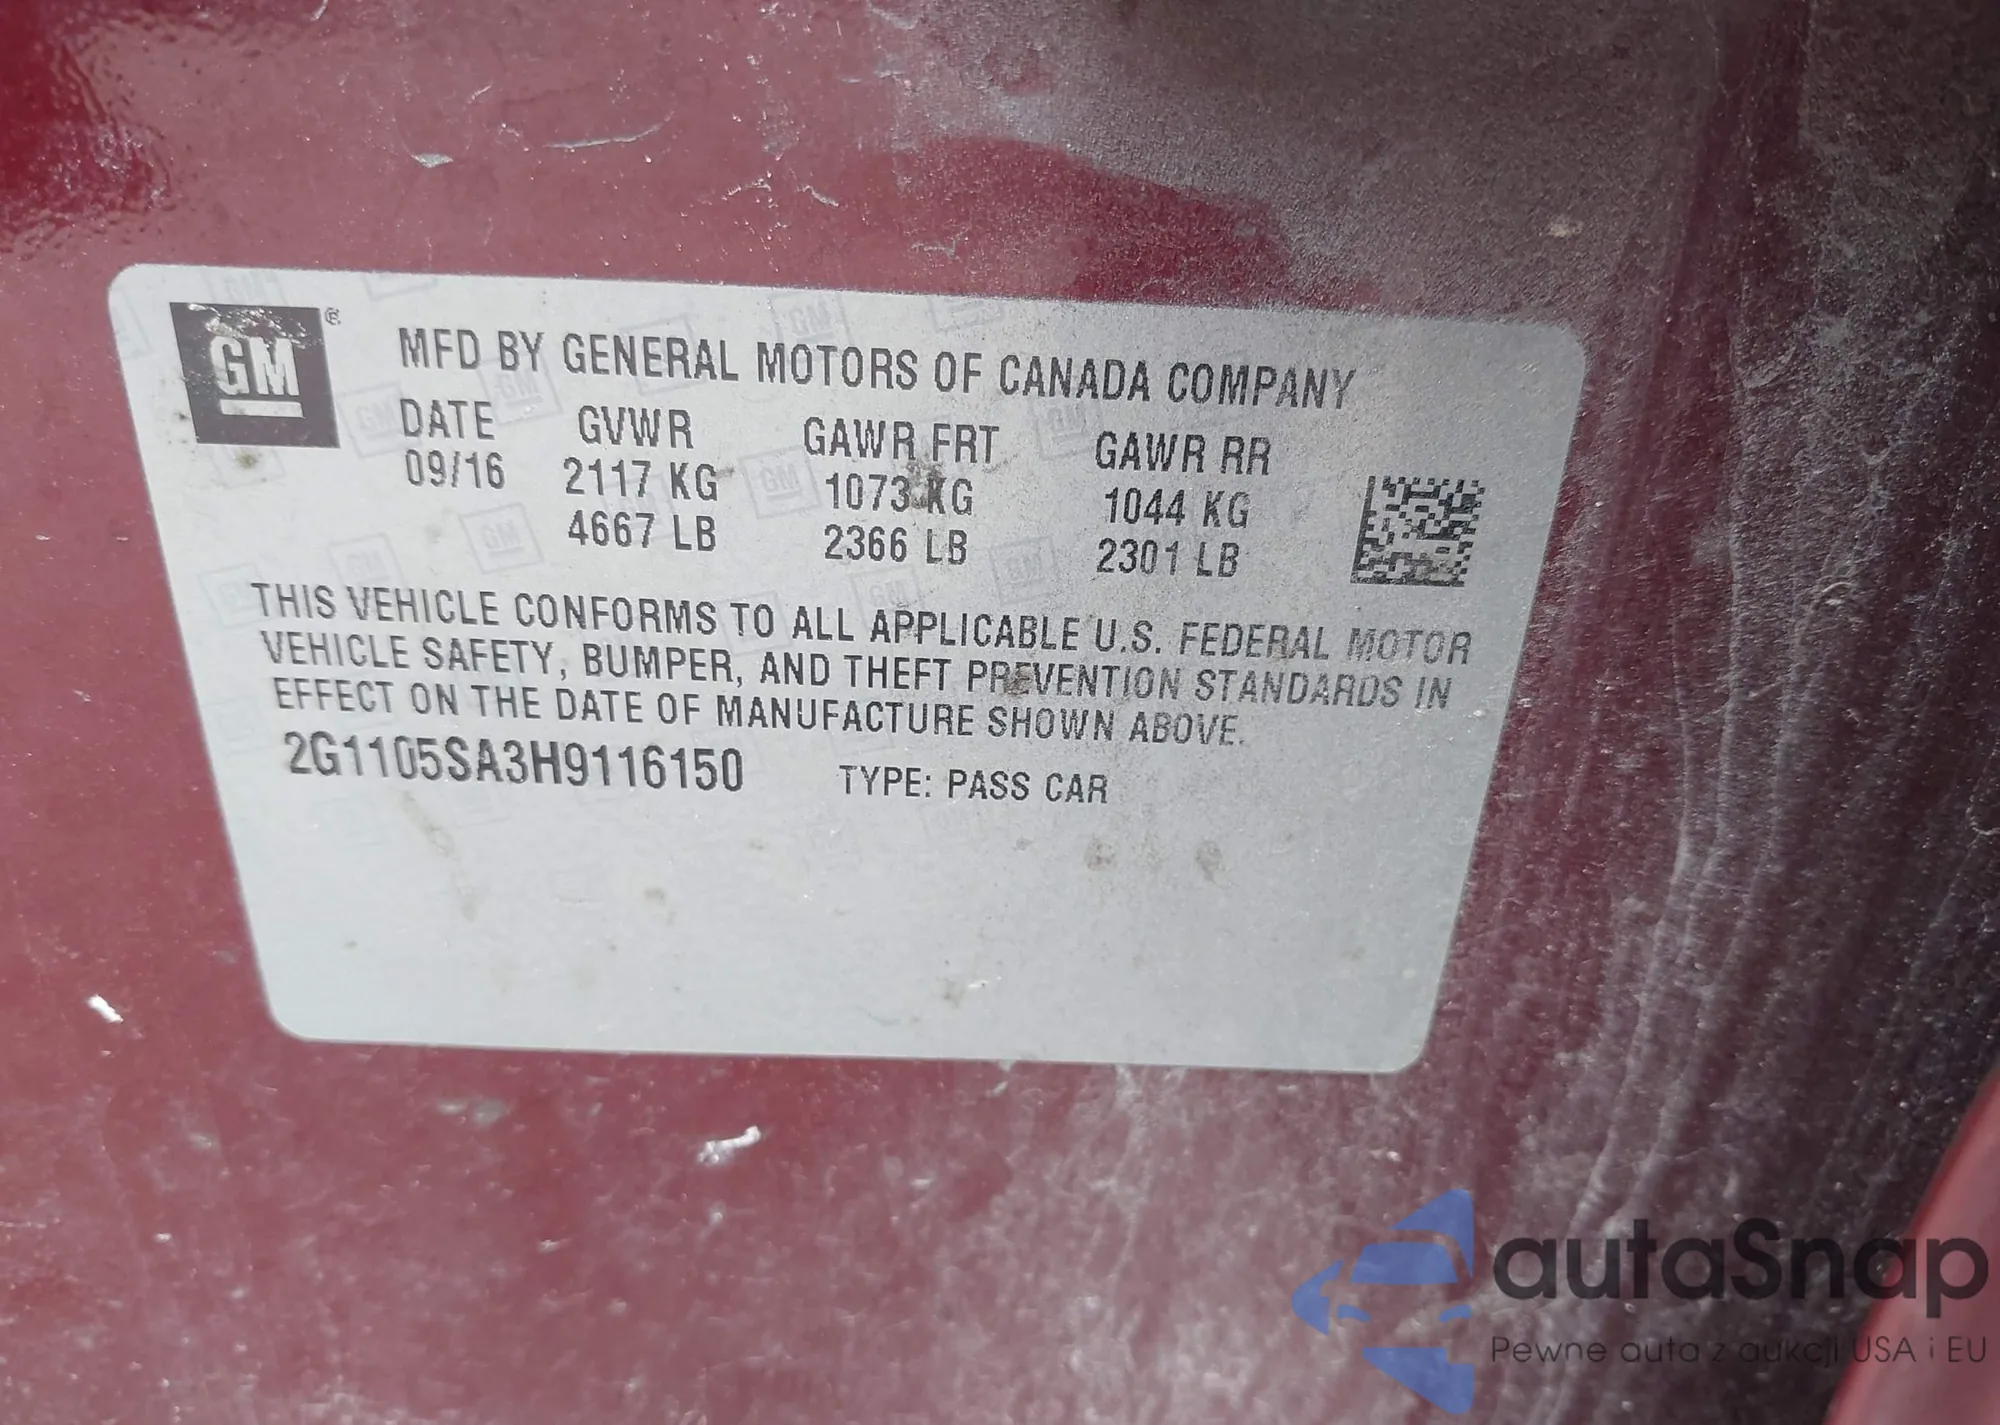 GM ®
MFD BY GENERAL MOTORS OF CANADA COMPANY
DATE GVWR GAWR FRT GAWR RR
09/16 2117 KG 1073 KG 1044 KG
4667 LB 2366 LB 2301 LB
THIS VEHICLE CONFORMS TO ALL APPLICABLE U.S. FEDERAL MOTOR
VEHICLE SAFETY, BUMPER, AND THEFT PREVENTION STANDARDS IN
EFFECT ON THE DATE OF MANUFACTURE SHOWN ABOVE.
2G1105SA3H9116150 TYPE: PASS CAR
autaSnap
Pewne auta z aukcji USA i EU